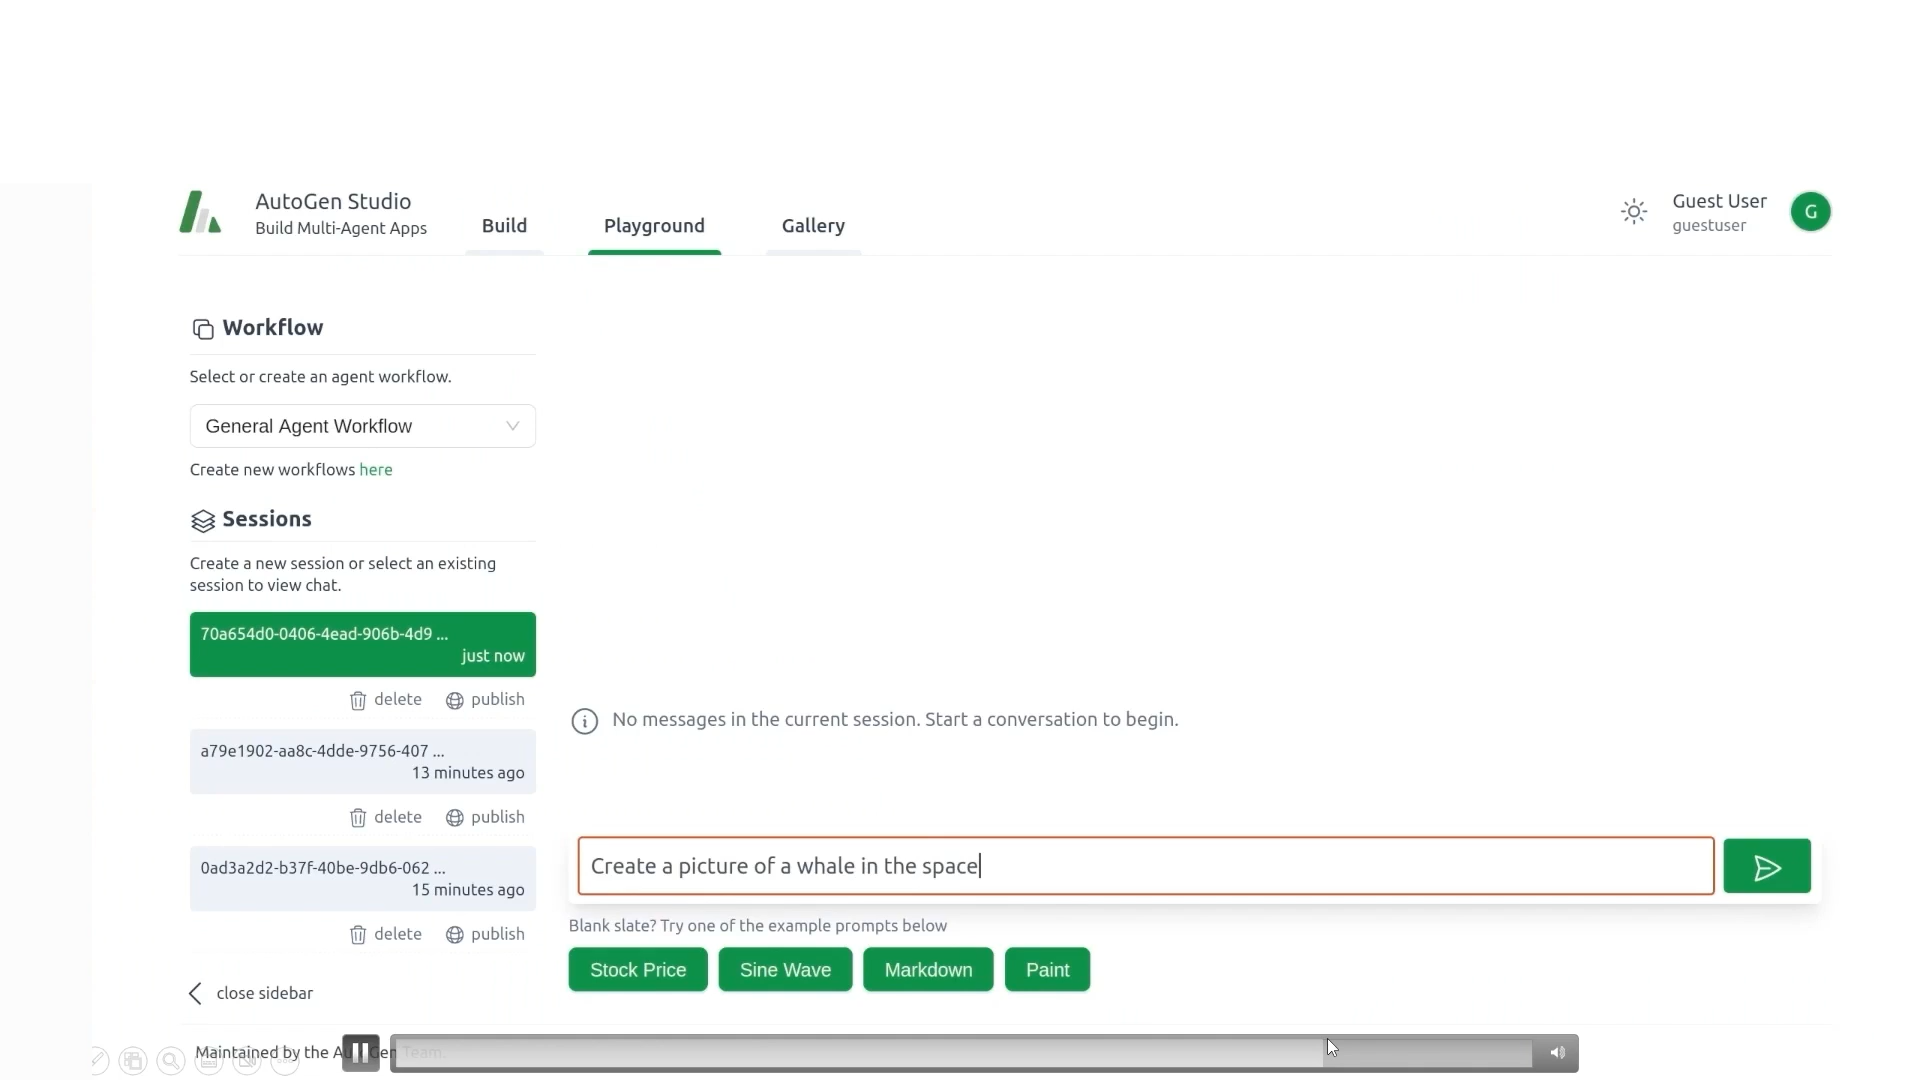 AutoGen Studio
Build Multi-Agent Apps
Build
Playground
Gallery
Guest User
guestuser
G
Workflow
Select or create an agent workflow.
General Agent Workflow
Create new workflows here
Sessions
Create a new session or select an existing
session to view chat.
70a654d0-0406-4ead-906b-4d9 ...
just now
delete
publish
a79e1902-aa8c-4dde-9756-407 ...
13 minutes ago
delete
publish
0ad3a2d2-b37f-40be-9db6-062 ...
15 minutes ago
delete
publish
close sidebar
No messages in the current session. Start a conversation to begin.
Create a picture of a whale in the space
Blank slate? Try one of the example prompts below
Stock Price
Sine Wave
Markdown
Paint
Maintained by the AutoGen Team.